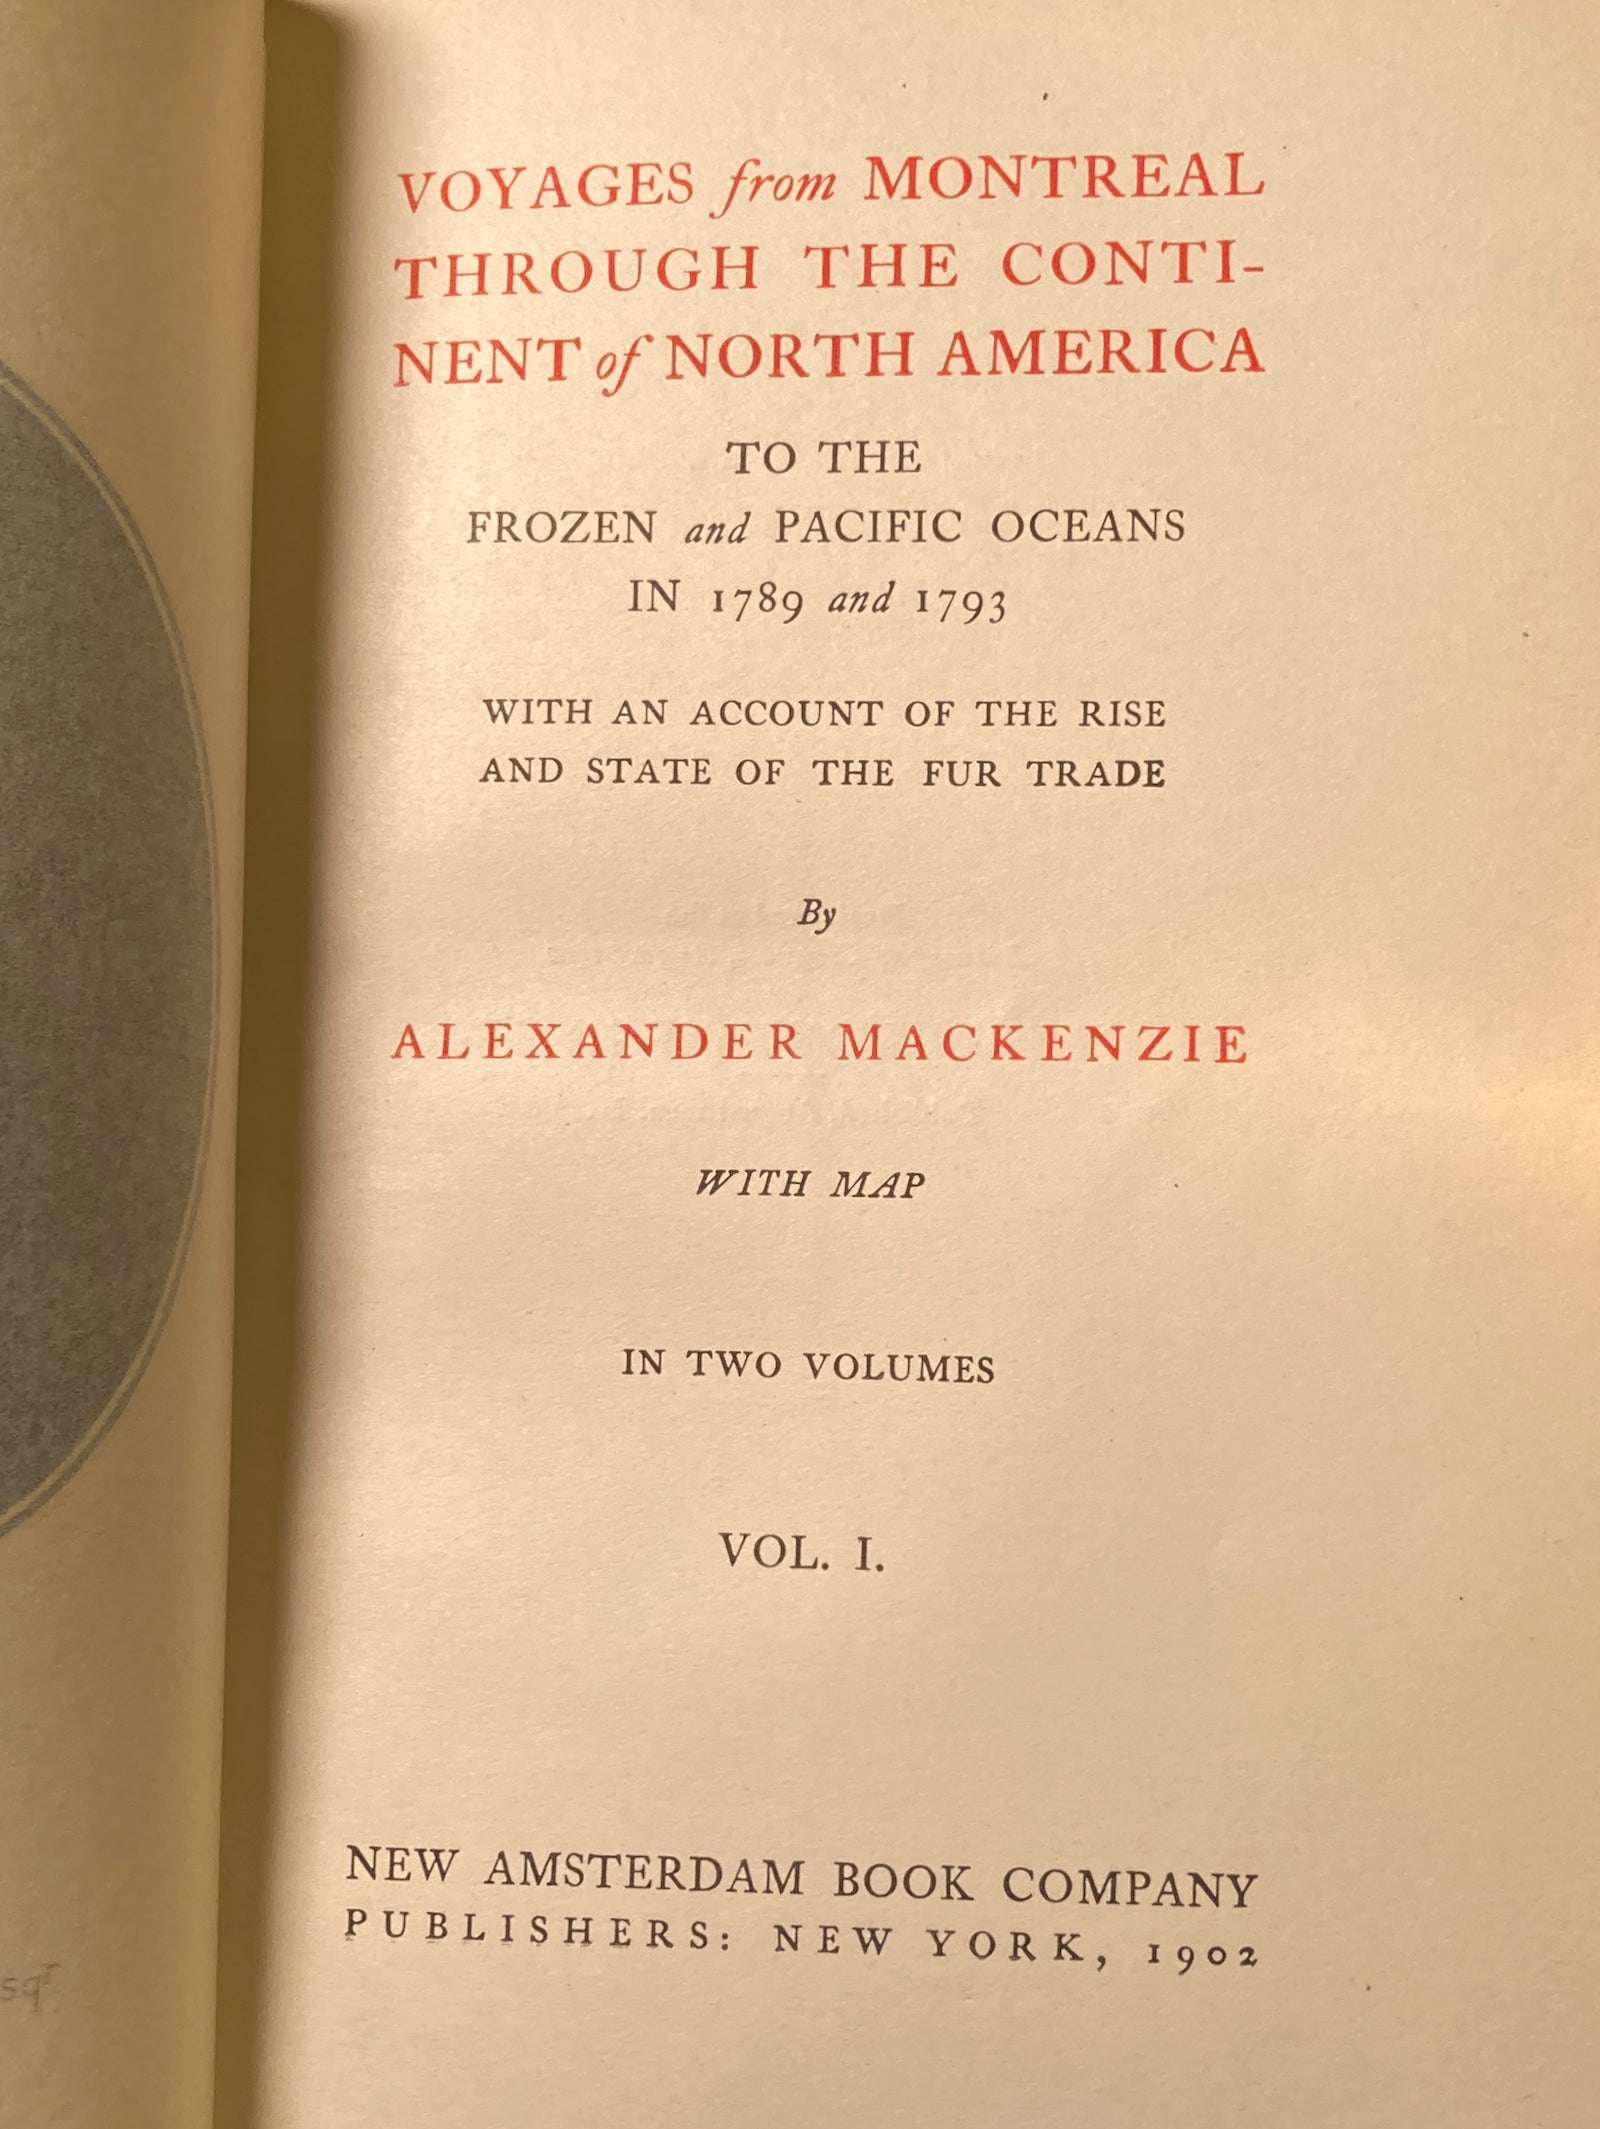 VOYAGES from MONTREAL
THROUGH THE CONTI-
NENT of NORTH AMERICA
TO THE
FROZEN and PACIFIC OCEANS
IN 1789 and 1793
WITH AN ACCOUNT OF THE RISE
AND STATE OF THE FUR TRADE
By
ALEXANDER MACKENZIE
WITH MAP
IN TWO VOLUMES
VOL. I.
NEW AMSTERDAM BOOK COMPANY
PUBLISHERS: NEW YORK, 1902